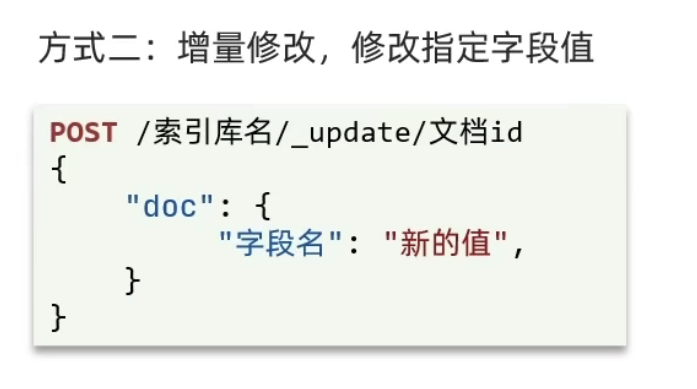 方式二：增量修改，修改指定字段值
POST /索引库名/_update/文档id
{
    "doc": {
         "字段名": "新的值",
    }
}